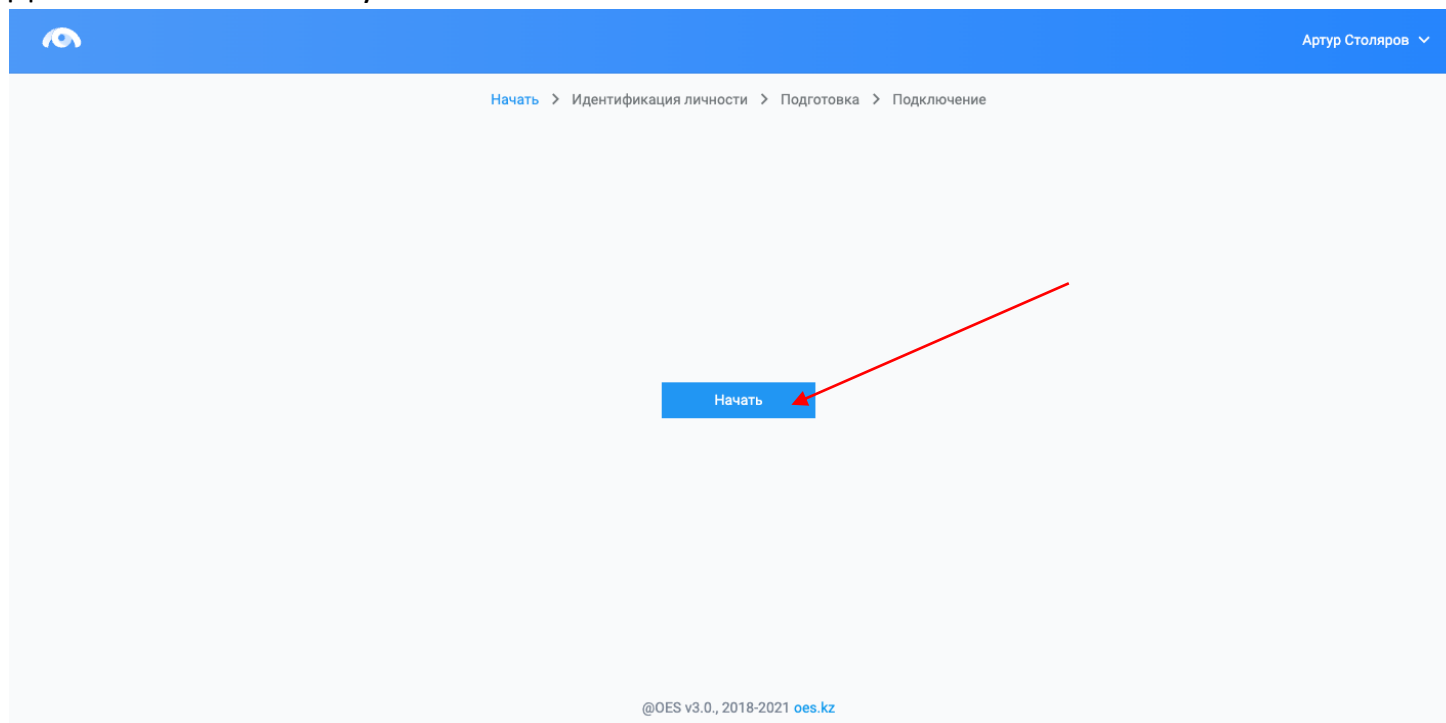 Артур Столяров
Начать > Идентификация личности > Подготовка > Подключение
Начать
@OES v3.0., 2018-2021 oes.kz